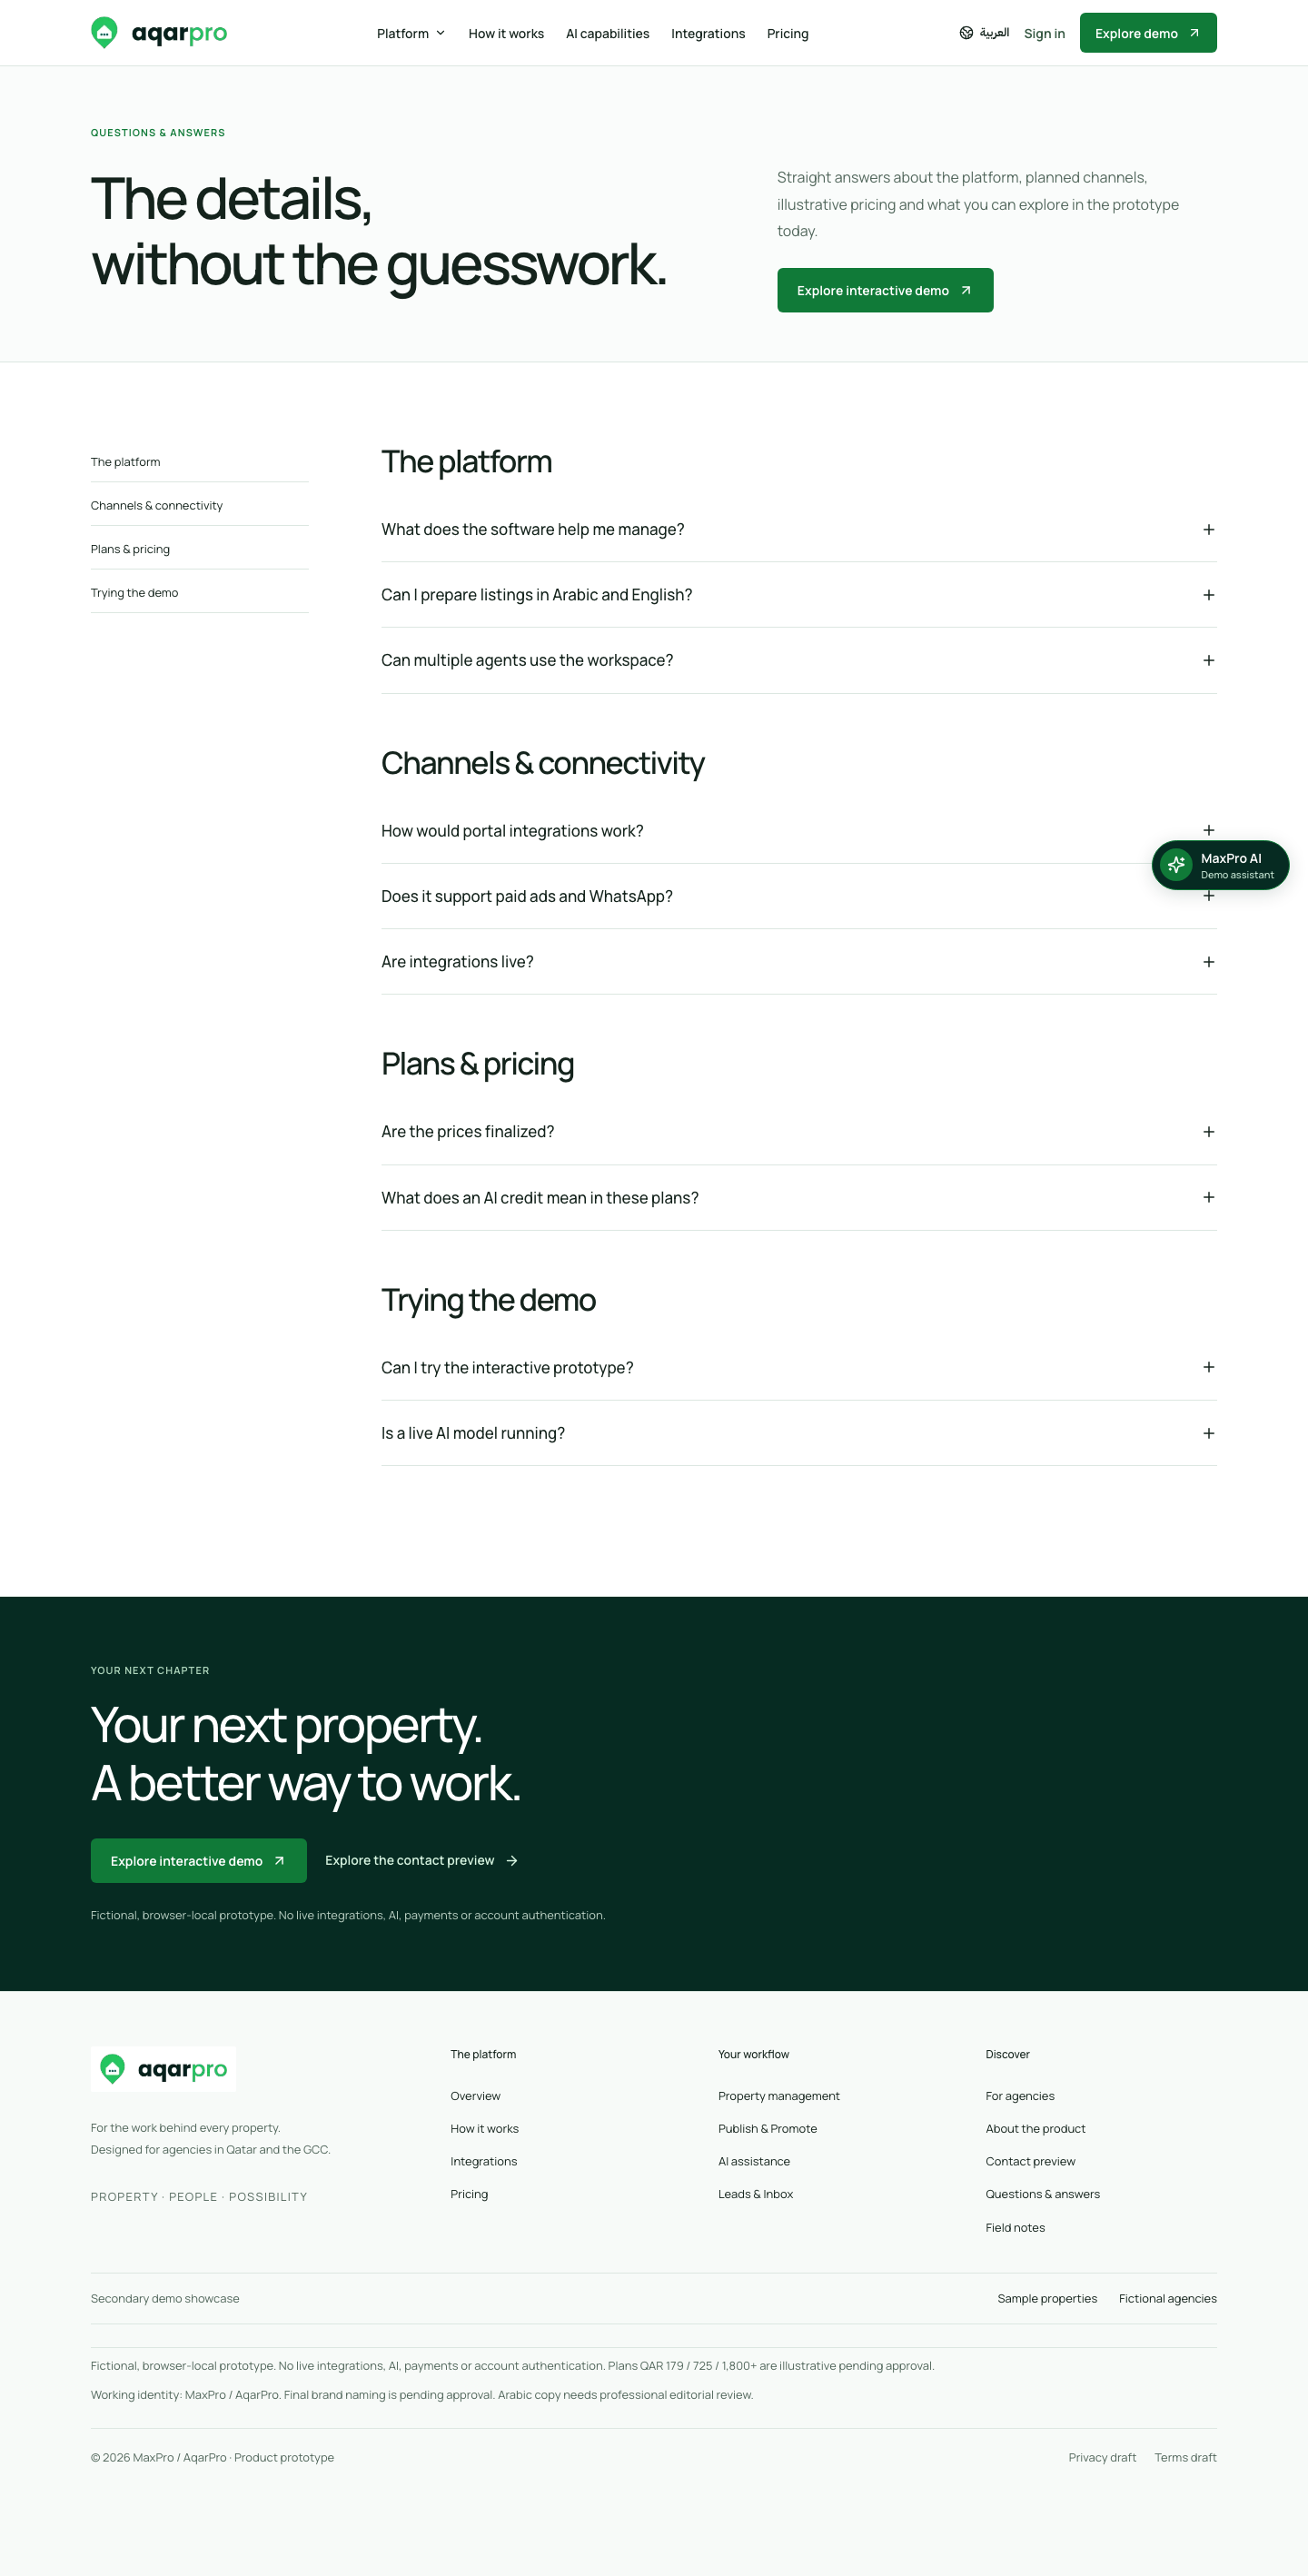 aqarpro
Platform
How it works
AI capabilities
Integrations
Pricing
العربية
Sign in
Explore demo
QUESTIONS & ANSWERS
The details,
without the guesswork.
Straight answers about the platform, planned channels,
illustrative pricing and what you can explore in the prototype
today.
Explore interactive demo
The platform
Channels & connectivity
Plans & pricing
Trying the demo
The platform
What does the software help me manage?
Can I prepare listings in Arabic and English?
Can multiple agents use the workspace?
Channels & connectivity
How would portal integrations work?
MaxPro AI
Demo assistant
Does it support paid ads and WhatsApp?
Are integrations live?
Plans & pricing
Are the prices finalized?
What does an AI credit mean in these plans?
Trying the demo
Can I try the interactive prototype?
Is a live AI model running?
YOUR NEXT CHAPTER
Your next property.
A better way to work.
Explore interactive demo
Explore the contact preview
Fictional, browser-local prototype. No live integrations, AI, payments or account authentication.
aqarpro
For the work behind every property.
Designed for agencies in Qatar and the GCC.
PROPERTY · PEOPLE · POSSIBILITY
The platform
Overview
How it works
Integrations
Pricing
Your workflow
Property management
Publish & Promote
AI assistance
Leads & Inbox
Discover
For agencies
About the product
Contact preview
Questions & answers
Field notes
Secondary demo showcase
Sample properties
Fictional agencies
Fictional, browser-local prototype. No live integrations, AI, payments or account authentication. Plans QAR 179 / 725 / 1,800+ are illustrative pending approval.
Working identity: MaxPro / AqarPro. Final brand naming is pending approval. Arabic copy needs professional editorial review.
© 2026 MaxPro / AqarPro · Product prototype
Privacy draft
Terms draft